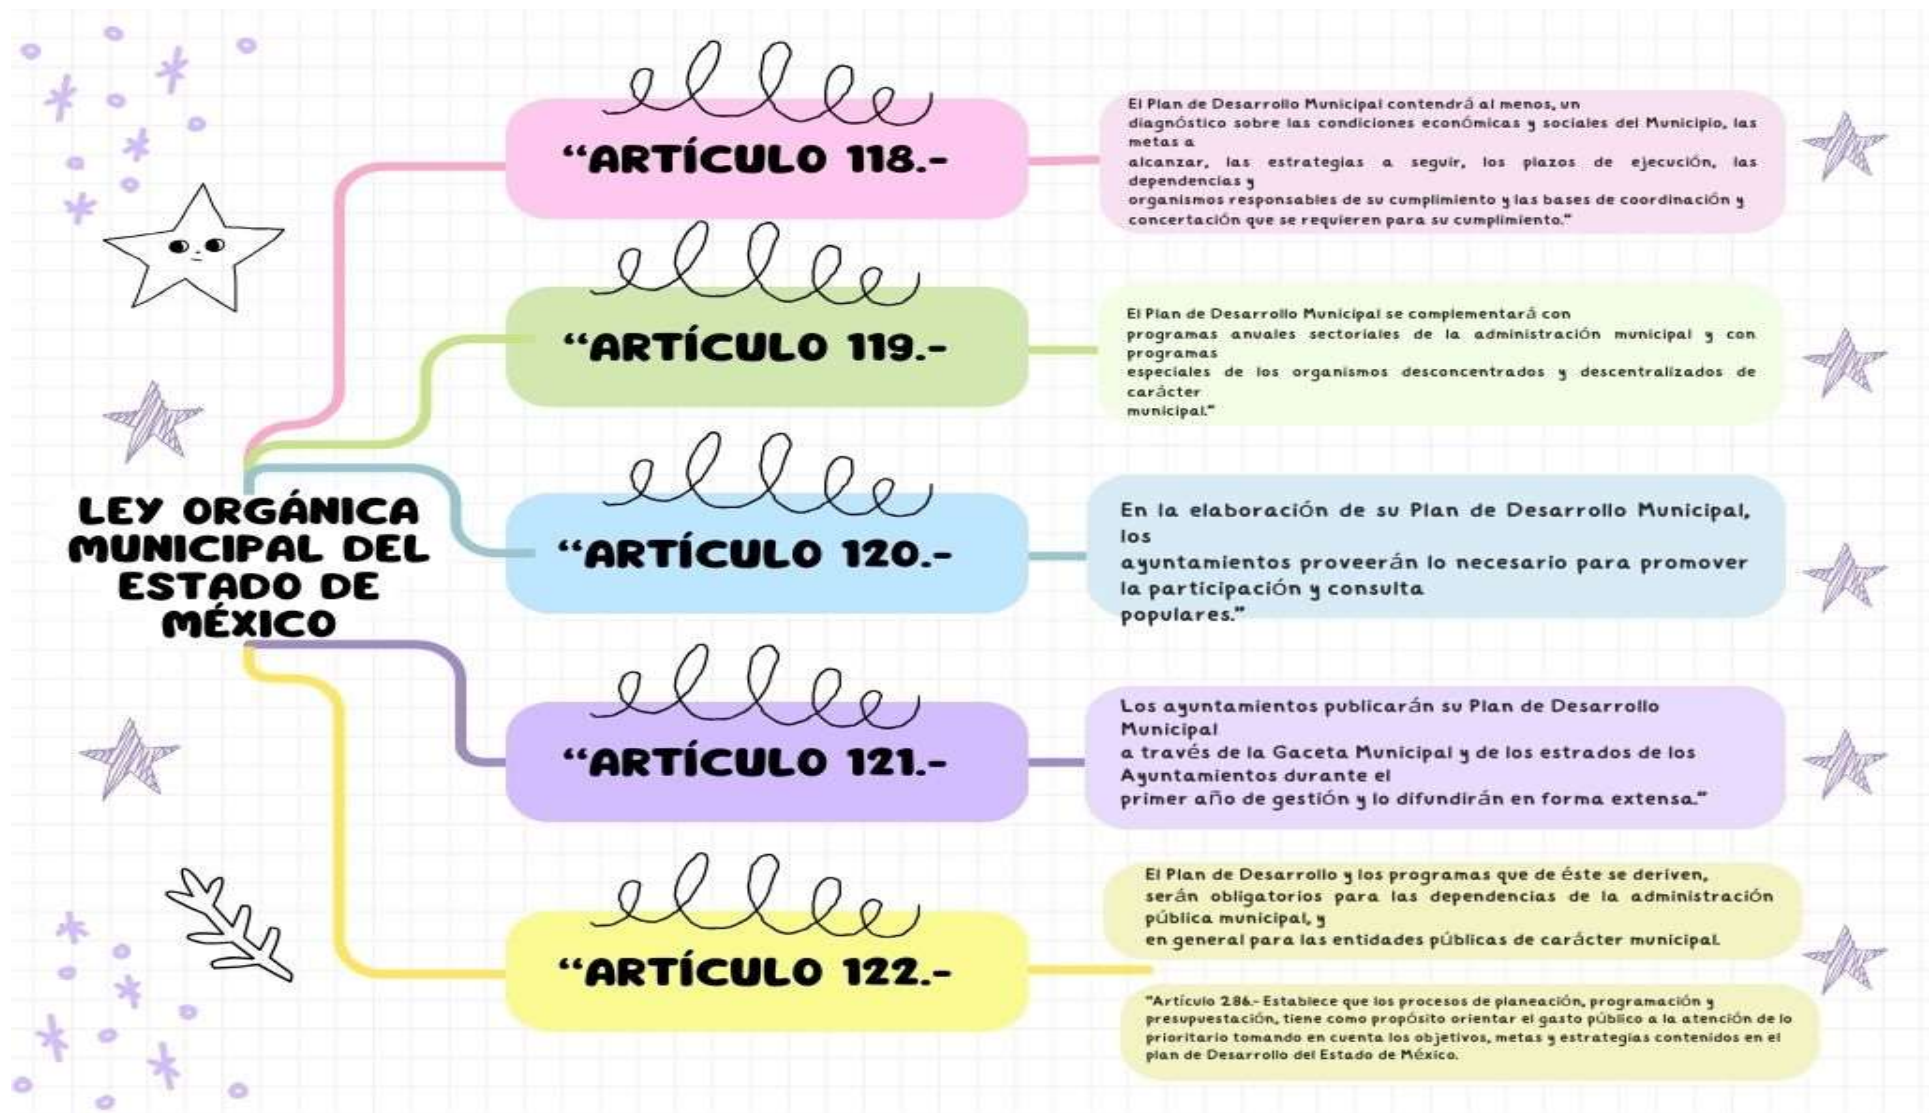 LEY ORGÁNICA
MUNICIPAL DEL
ESTADO DE
MÉXICO
“ARTÍCULO 118.-
El Plan de Desarrollo Municipal contendrá al menos, un
diagnóstico sobre las condiciones económicas y sociales del Municipio, las
metas a
alcanzar, las estrategias a seguir, los plazos de ejecución, las
dependencias y
organismos responsables de su cumplimiento y las bases de coordinación y
concertación que se requieren para su cumplimiento.”
“ARTÍCULO 119.-
El Plan de Desarrollo Municipal se complementará con
programas anuales sectoriales de la administración municipal y con
programas
especiales de los organismos desconcentrados y descentralizados de
carácter
municipal.”
“ARTÍCULO 120.-
En la elaboración de su Plan de Desarrollo Municipal,
los
ayuntamientos proveerán lo necesario para promover
la participación y consulta
populares.”
“ARTÍCULO 121.-
Los ayuntamientos publicarán su Plan de Desarrollo
Municipal
a través de la Gaceta Municipal y de los estrados de los
Ayuntamientos durante el
primer año de gestión y lo difundirán en forma extensa.”
“ARTÍCULO 122.-
El Plan de Desarrollo y los programas que de éste se deriven,
serán obligatorios para las dependencias de la administración
pública municipal, y
en general para las entidades públicas de carácter municipal.
"Artículo 286.- Establece que los procesos de planeación, programación y
presupuestación, tiene como propósito orientar el gasto público a la atención de lo
prioritario tomando en cuenta los objetivos, metas y estrategias contenidos en el
plan de Desarrollo del Estado de México.